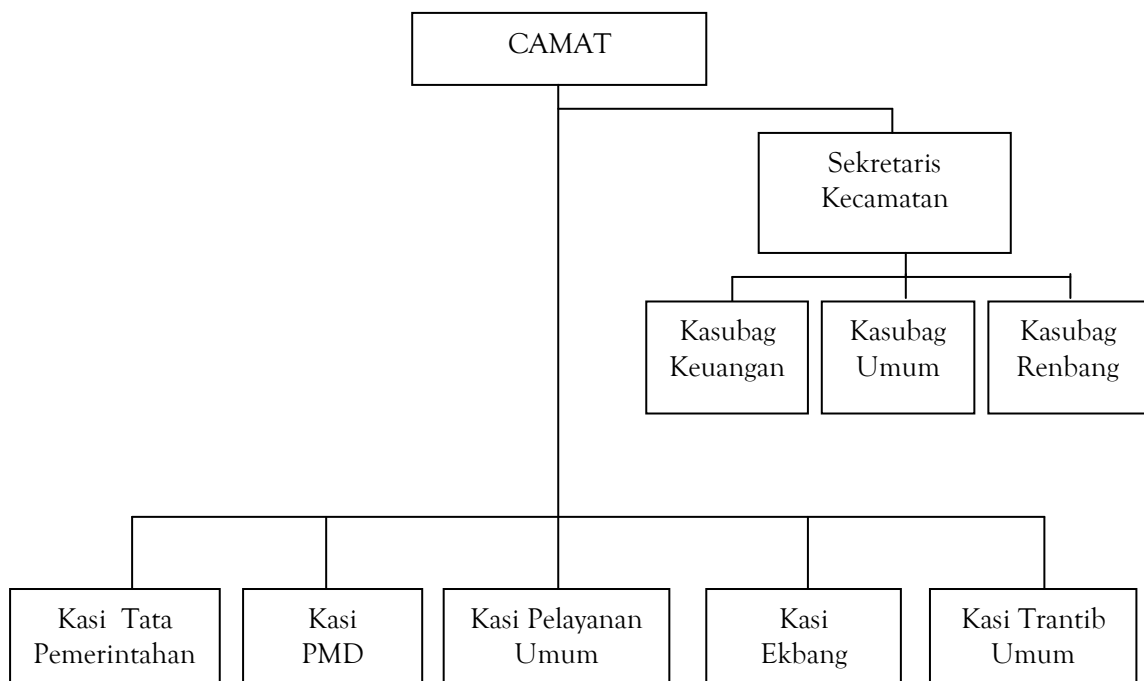 CAMAT
Sekretaris
Kecamatan
Kasubag
Keuangan
Kasubag
Umum
Kasubag
Renbang
Kasi Tata
Pemerintahan
Kasi
PMD
Kasi Pelayanan
Umum
Kasi
Ekbang
Kasi Trantib
Umum